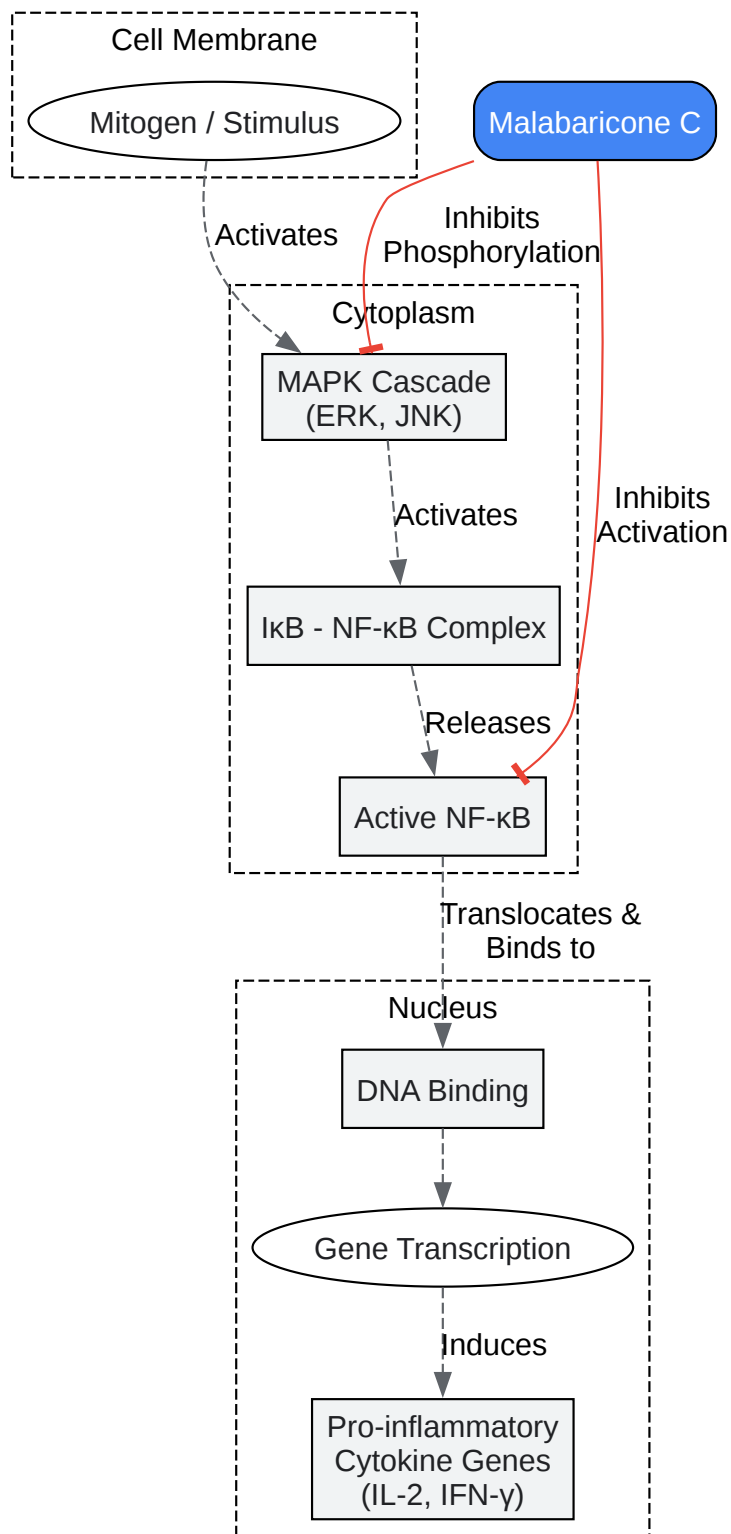 Cell Membrane
Mitogen / Stimulus
Malabaricone C
Activates
Inhibits
Phosphorylation
Cytoplasm
MAPK Cascade
(ERK, JNK)
Activates
Inhibits
Activation
IκB - NF-κB Complex
Releases
Active NF-κB
Translocates &
Binds to
Nucleus
DNA Binding
Gene Transcription
Induces
Pro-inflammatory
Cytokine Genes
(IL-2, IFN-γ)